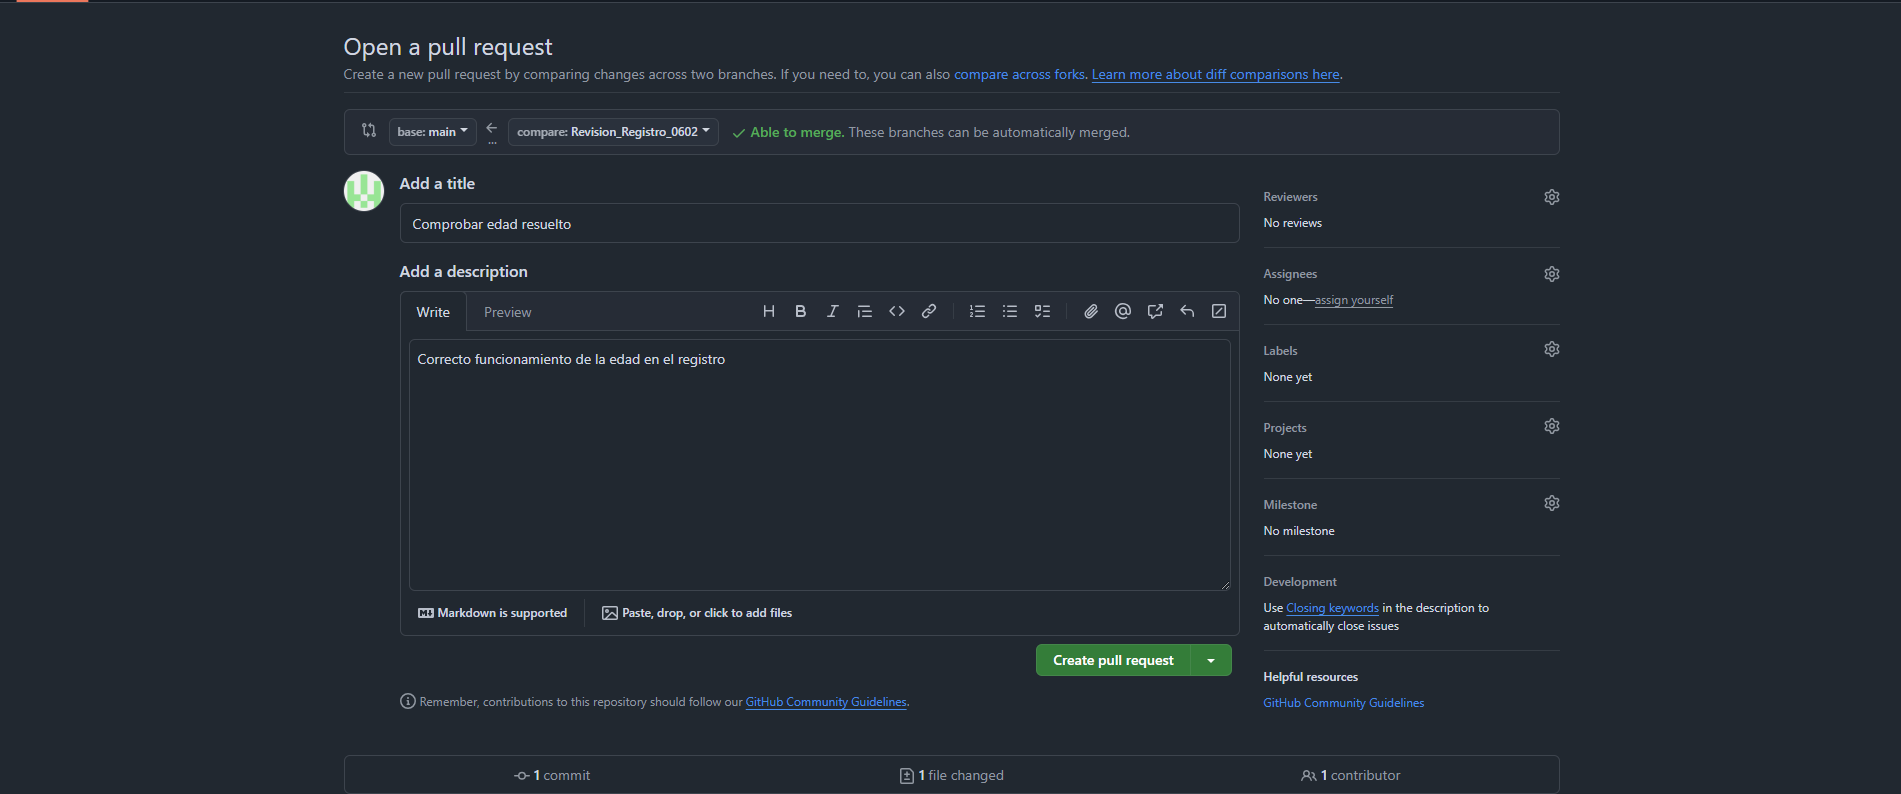 Open a pull request
Create a new pull request by comparing changes across two branches. If you need to, you can also compare across forks. Learn more about diff comparisons here.
base: main
...
compare: Revision_Registro_0602
Able to merge. These branches can be automatically merged.
Add a title
Comprobar edad resuelto
Add a description
Write
Preview
Correcto funcionamiento de la edad en el registro
Markdown is supported
Paste, drop, or click to add files
Create pull request
Remember, contributions to this repository should follow our GitHub Community Guidelines.
Reviewers
No reviews
Assignees
No one—assign yourself
Labels
None yet
Projects
None yet
Milestone
No milestone
Development
Use Closing keywords in the description to
automatically close issues
Helpful resources
GitHub Community Guidelines
1 commit
1 file changed
1 contributor